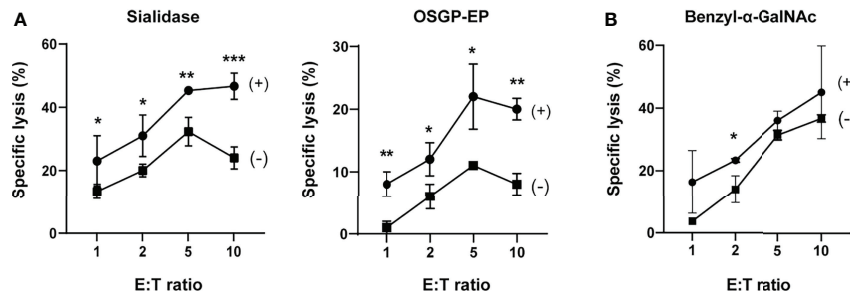 A
Sialidase
Specific lysis (%)
60
40
20
0
*
*
**
***
(+)
(-)
1 2 5 10
E:T ratio
OSGP-EP
Specific lysis (%)
30
20
10
0
**
*
*
**
(+)
(-)
1 2 5 10
E:T ratio
B
Benzyl-α-GalNAc
Specific lysis (%)
60
40
20
0
*
(+
(-
1 2 5 10
E:T ratio